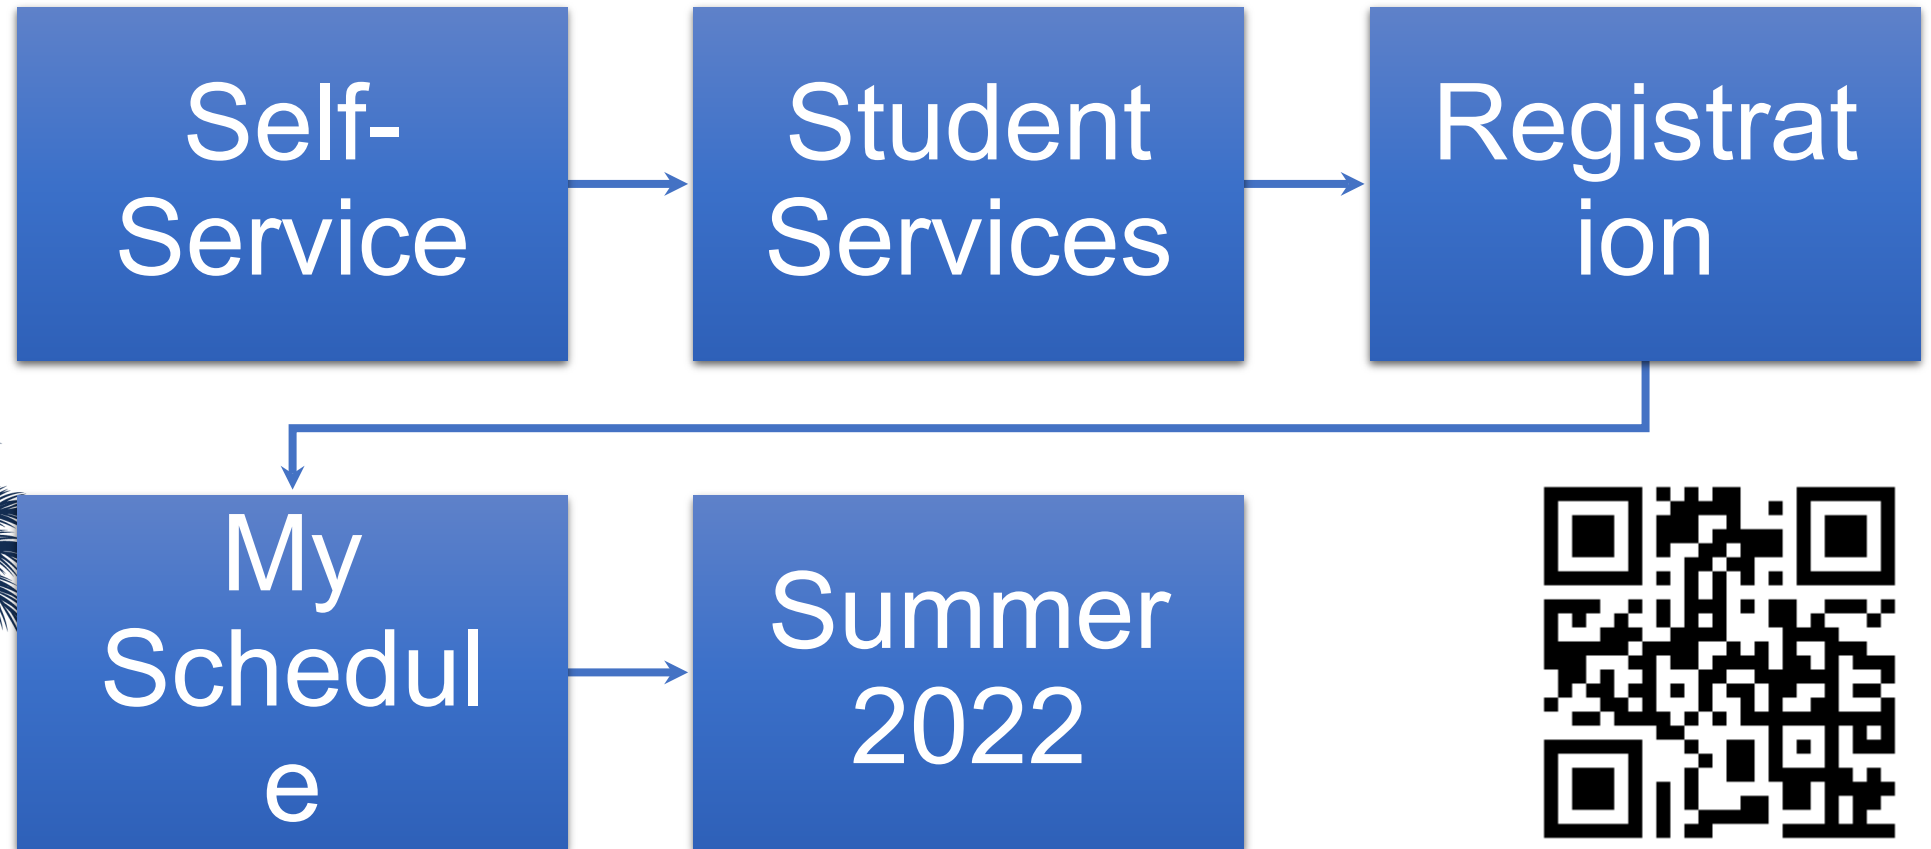 Self-
Service
Student
Services
Registrat
ion
My
Schedul
e
Summer
2022